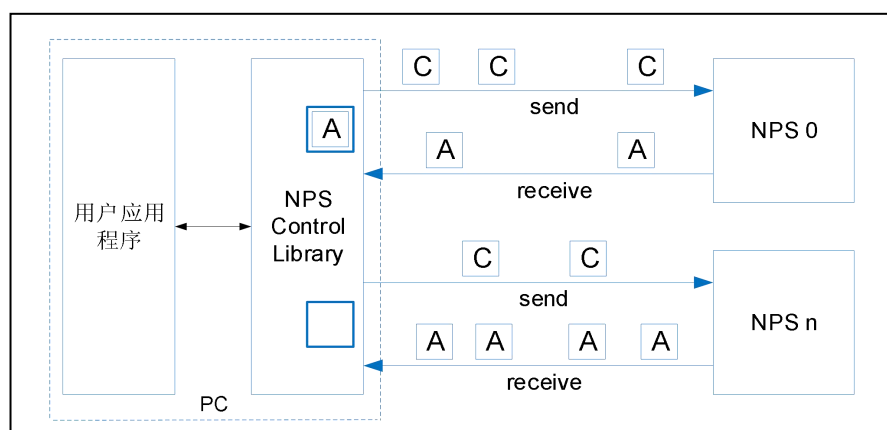 C C C
send
NPS 0
A
A A
receive
用户应用
程序
NPS
Control
Library
C C
send
NPS n
A A A A
receive
PC